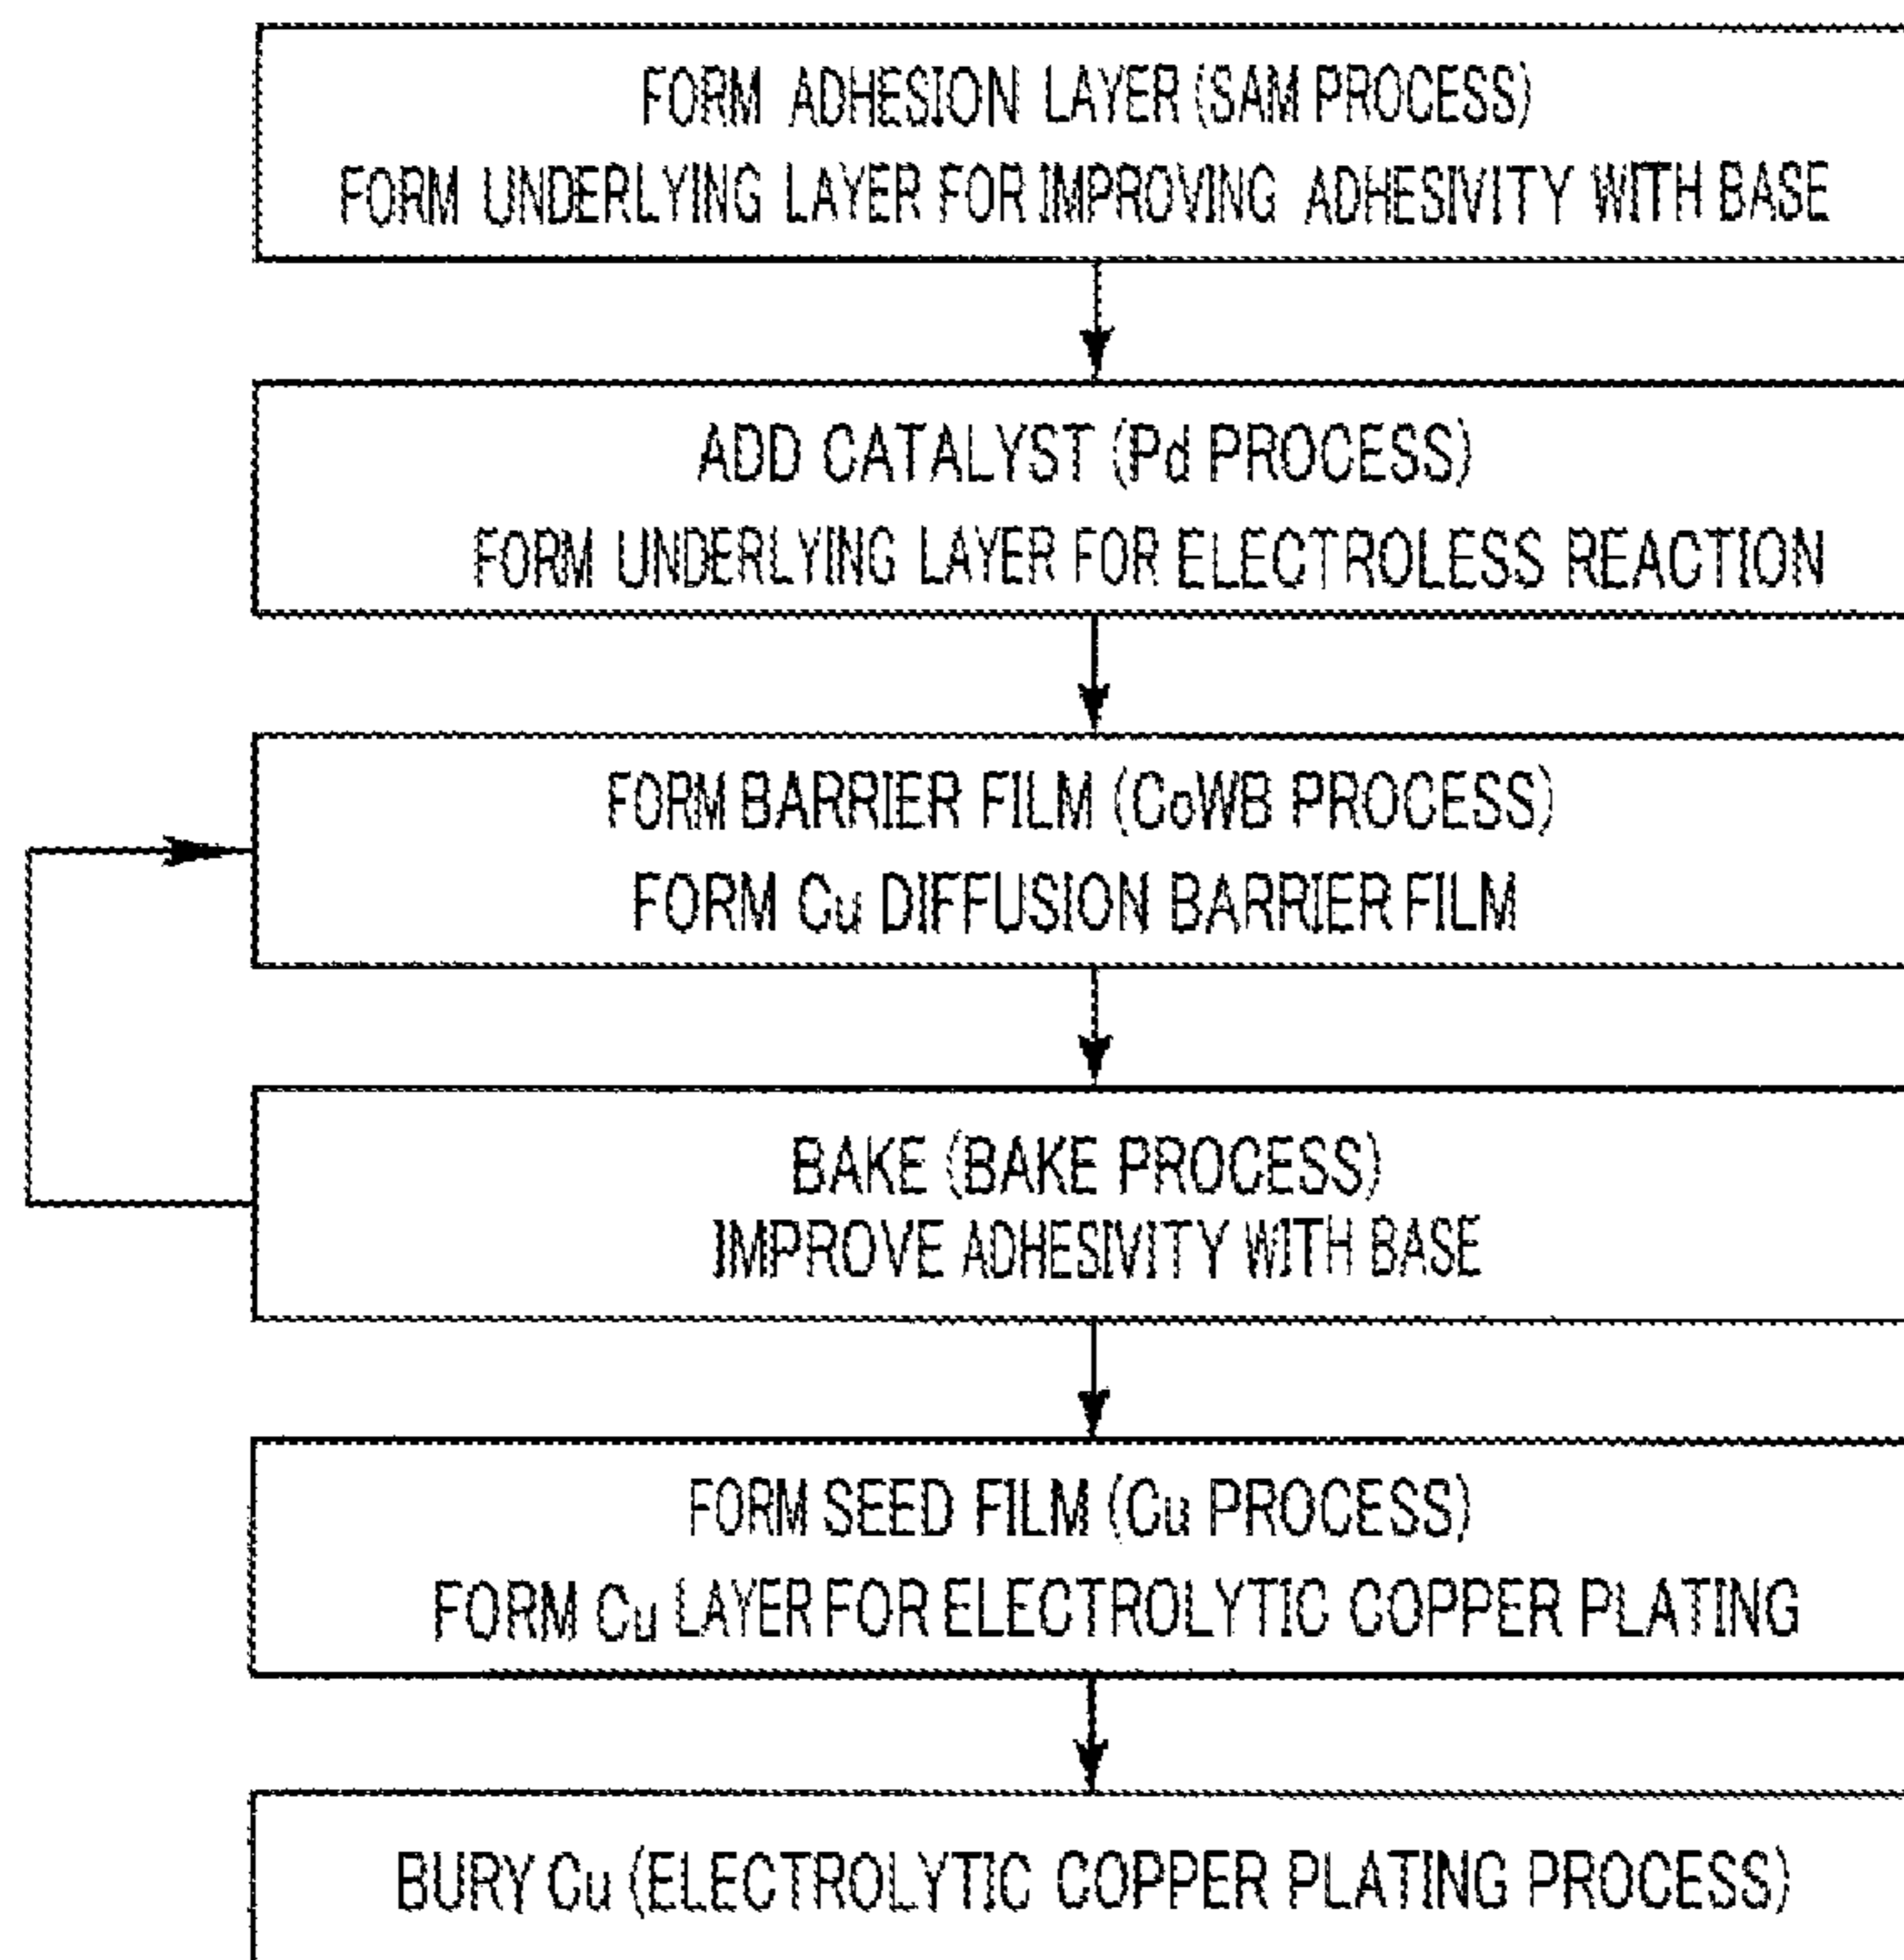 FORM ADHESION LAYER (SAM PROCESS)
FORM UNDERLYING LAYER FOR IMPROVING ADHESIVITY WITH BASE
ADD CATALYST (Pd PROCESS)
FORM UNDERLYING LAYER FOR ELECTROLESS REACTION
FORM BARRIER FILM (CoWB PROCESS)
FORM Cu DIFFUSION BARRIER FILM
BAKE (BAKE PROCESS)
IMPROVE ADHESIVITY WITH BASE
FORM SEED FILM (Cu PROCESS)
FORM Cu LAYER FOR ELECTROLYTIC COPPER PLATING
BURY Cu (ELECTROLYTIC COPPER PLATING PROCESS)